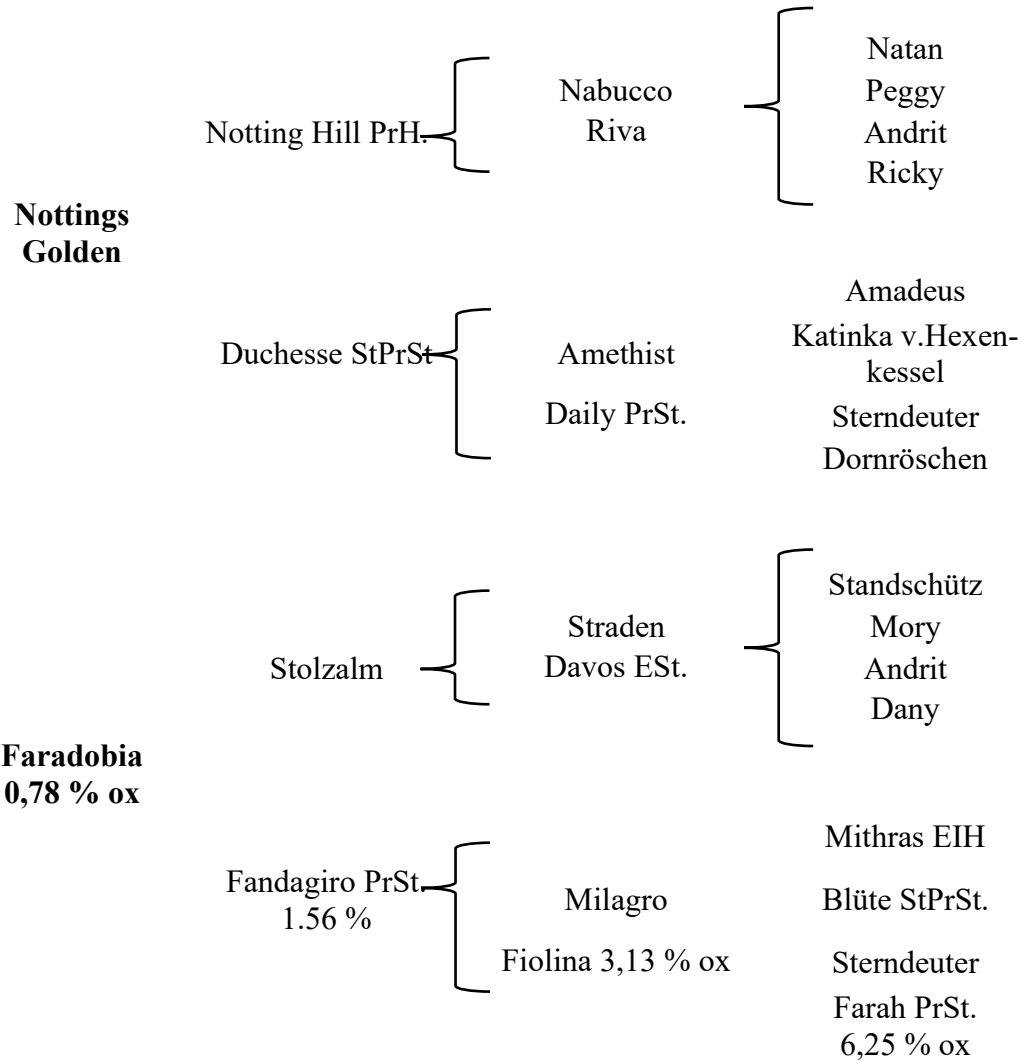 Nottings
Golden
Notting Hill PrH.
Nabucco
Riva
Natan
Peggy
Andrit
Ricky
Duchesse StPrSt
Amethist
Daily PrSt.
Amadeus
Katinka v.Hexen-
kessel
Sterndeuter
Dornröschen
Faradobia
0,78 % ox
Stolzalm
Straden
Davos ESt.
Standschütz
Mory
Andrit
Dany
Fandagiro PrSt.
1.56 %
Milagro
Fiolina 3,13 % ox
Mithras EIH
Blüte StPrSt.
Sterndeuter
Farah PrSt.
6,25 % ox